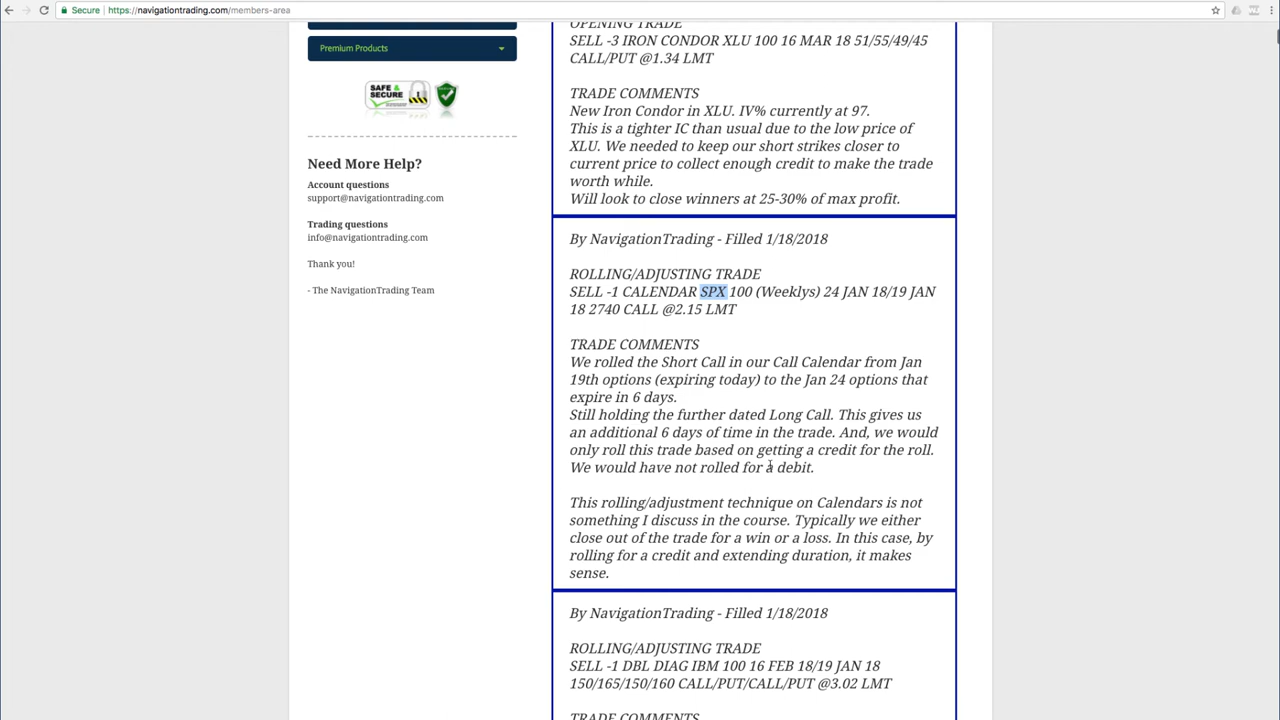 Secure
https://navigationtrading.com/members-area
Premium Products
SAFE &
SECURE
Need More Help?
Account questions
support@navigationtrading.com
Trading questions
info@navigationtrading.com
Thank you!
- The NavigationTrading Team
OPENING TRADE
SELL -3 IRON CONDOR XLU 100 16 MAR 18 51/55/49/45
CALL/PUT @1.34 LMT
TRADE COMMENTS
New Iron Condor in XLU. IV% currently at 97.
This is a tighter IC than usual due to the low price of
XLU. We needed to keep our short strikes closer to
current price to collect enough credit to make the trade
worth while.
Will look to close winners at 25-30% of max profit.
By NavigationTrading - Filled 1/18/2018
ROLLING/ADJUSTING TRADE
SELL -1 CALENDAR SPX 100 (Weeklys) 24 JAN 18/19 JAN
18 2740 CALL @2.15 LMT
TRADE COMMENTS
We rolled the Short Call in our Call Calendar from Jan
19th options (expiring today) to the Jan 24 options that
expire in 6 days.
Still holding the further dated Long Call. This gives us
an additional 6 days of time in the trade. And, we would
only roll this trade based on getting a credit for the roll.
We would have not rolled for a debit.
This rolling/adjustment technique on Calendars is not
something I discuss in the course. Typically we either
close out of the trade for a win or a loss. In this case, by
rolling for a credit and extending duration, it makes
sense.
By NavigationTrading - Filled 1/18/2018
ROLLING/ADJUSTING TRADE
SELL -1 DBL DIAG IBM 100 16 FEB 18/19 JAN 18
150/165/150/160 CALL/PUT/CALL/PUT @3.02 LMT
TRADE COMMENTS